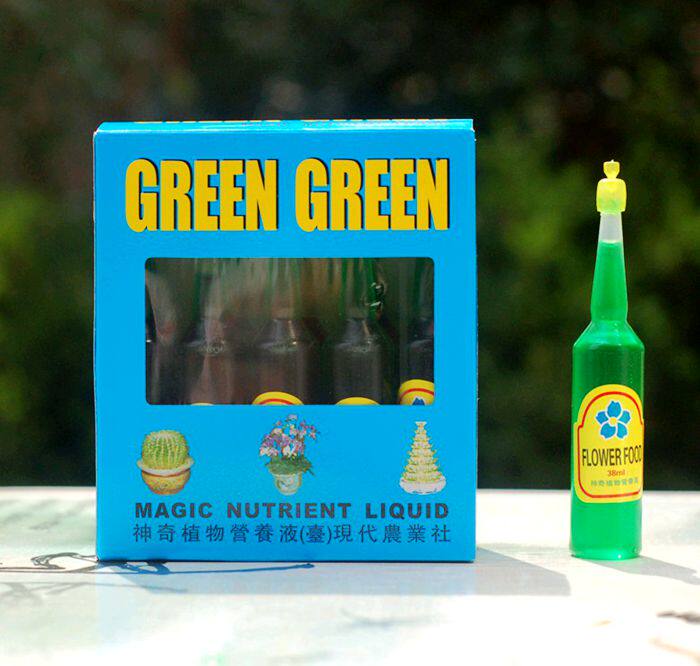 GREEN GREEN
MAGIC NUTRIENT LIQUID
神奇植物營養液(臺)現代農業社
FLOWER FOOD
38ml
神奇植物營養液